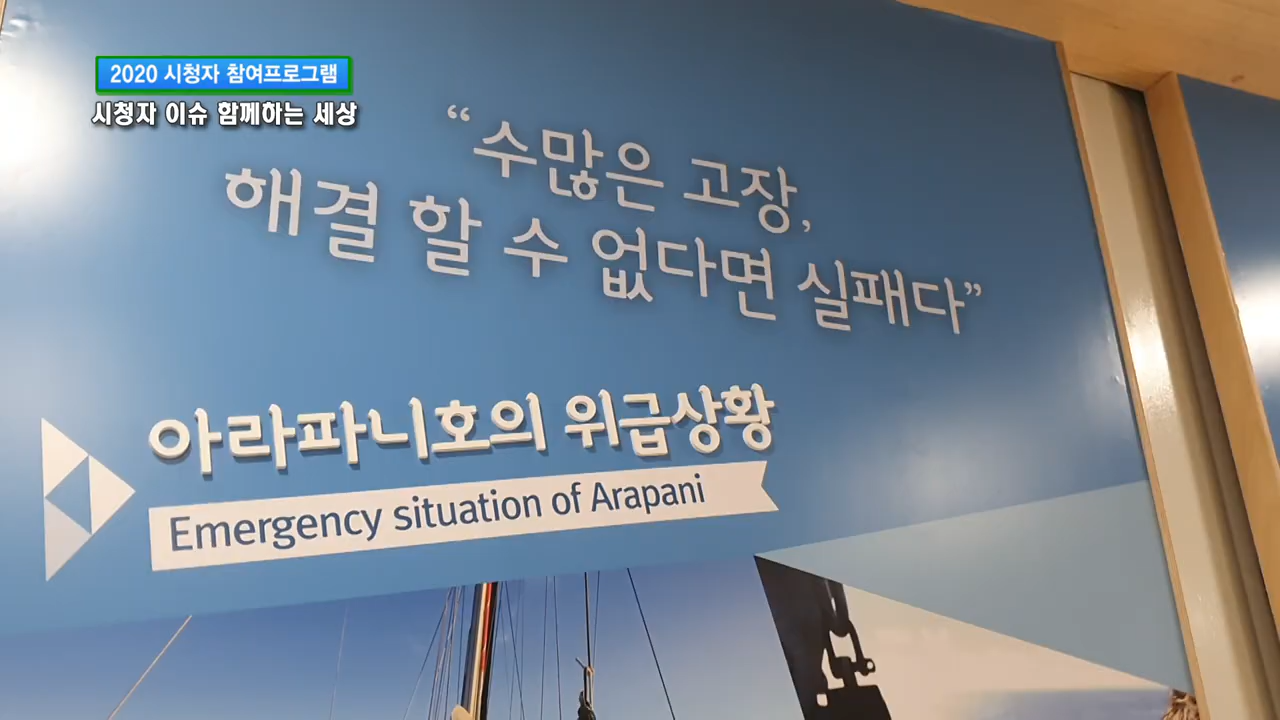 2020 시청자 참여프로그램
시청자 이슈 함께하는 세상
“수많은 고장,
해결 할 수 없다면 실패다”
아라파니호의 위급상황
Emergency situation of Arapani